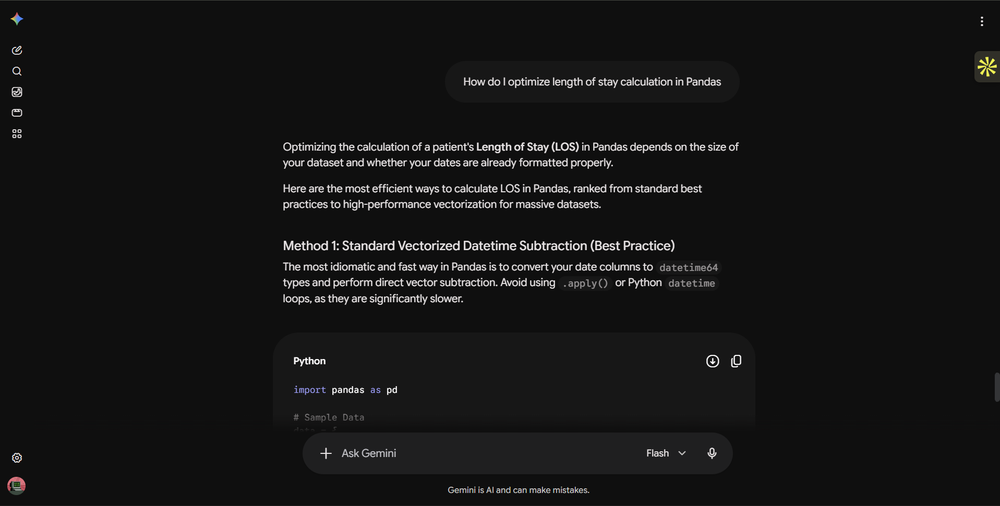 How do I optimize length of stay calculation in Pandas
Optimizing the calculation of a patient's Length of Stay (LOS) in Pandas depends on the size of
your dataset and whether your dates are already formatted properly.
Here are the most efficient ways to calculate LOS in Pandas, ranked from standard best
practices to high-performance vectorization for massive datasets.
Method 1: Standard Vectorized Datetime Subtraction (Best Practice)
The most idiomatic and fast way in Pandas is to convert your date columns to datetime64
types and perform direct vector subtraction. Avoid using .apply() or Python datetime
loops, as they are significantly slower.
Python
import pandas as pd
# Sample Data
data = {
Ask Gemini
Flash
Gemini is AI and can make mistakes.